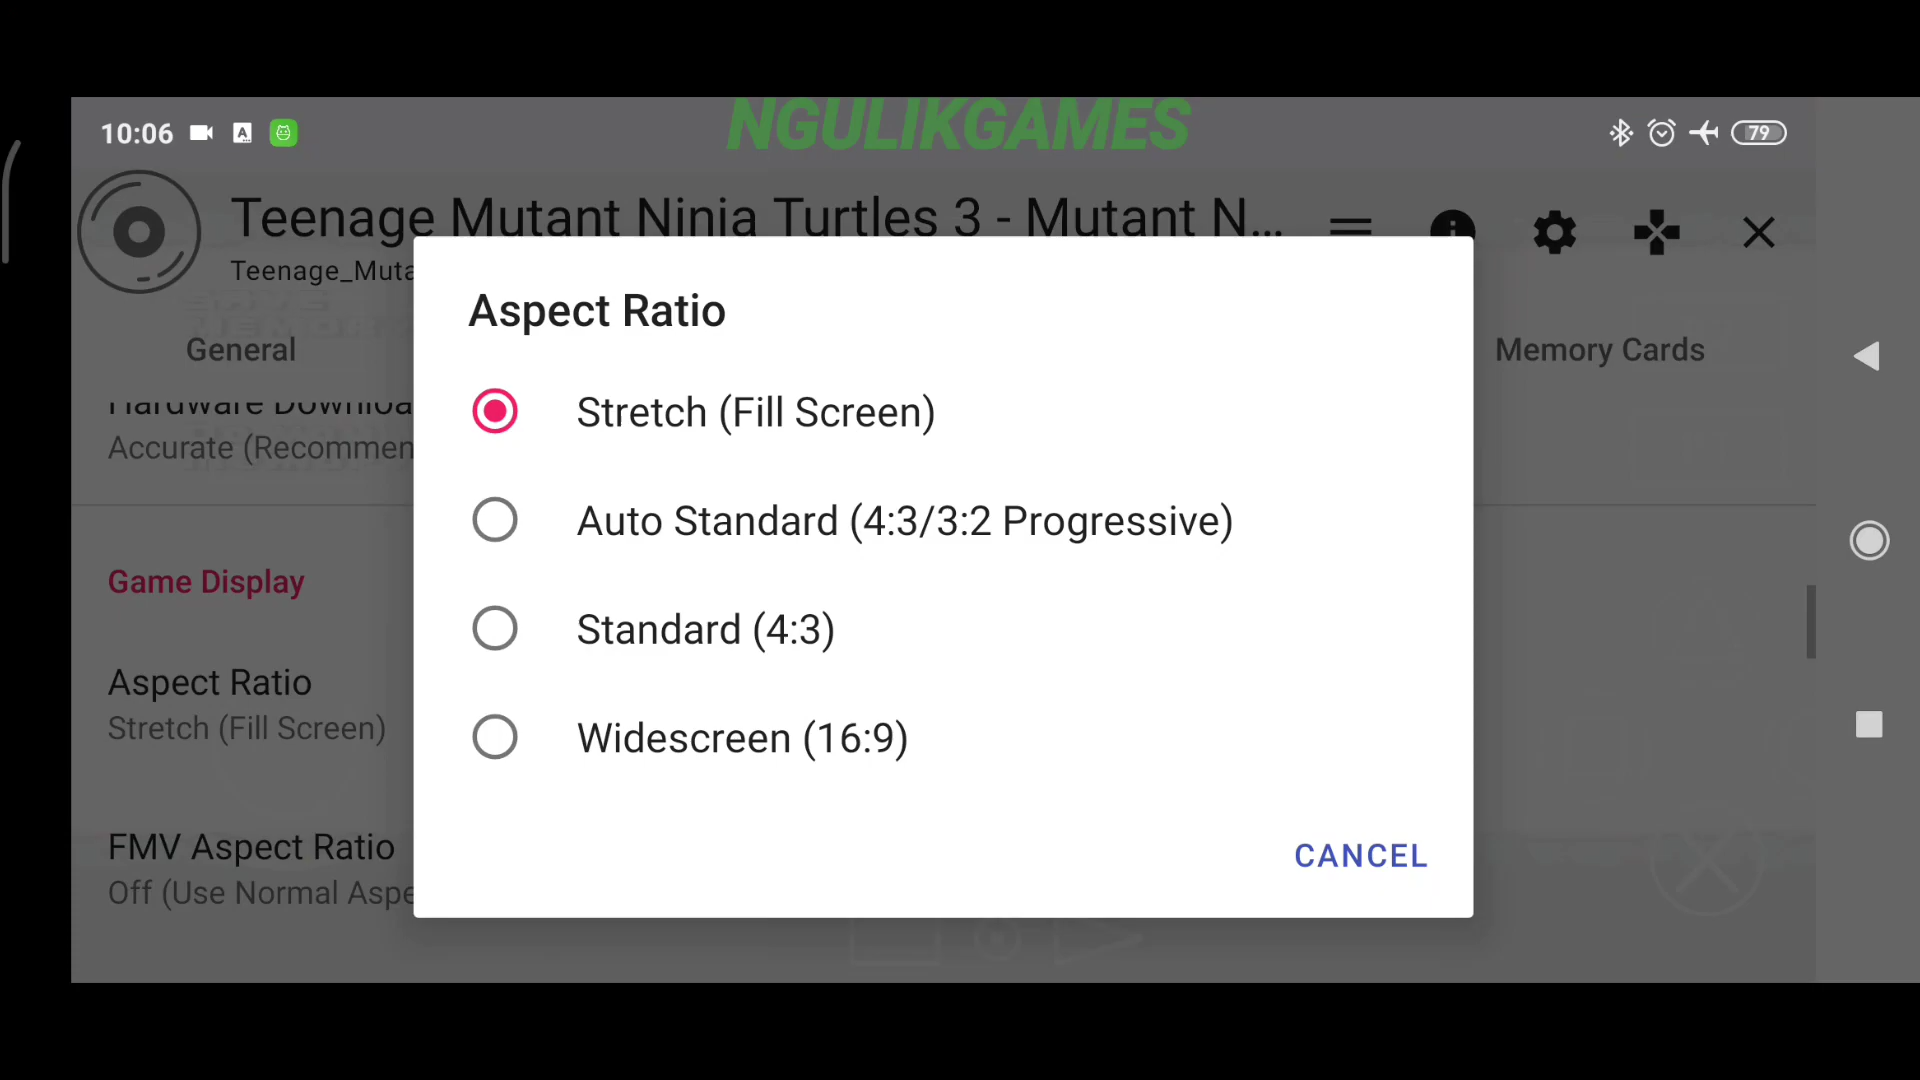 NGULIKGAMES
10:06
79
Teenage Mutant Ninja Turtles 3 - Mutant N...
Teenage_Muta
General
Memory Cards
Accurate (Recommen
Game Display
Aspect Ratio
Stretch (Fill Screen)
FMV Aspect Ratio
Off (Use Normal Aspe
Aspect Ratio
Stretch (Fill Screen)
Auto Standard (4:3/3:2 Progressive)
Standard (4:3)
Widescreen (16:9)
CANCEL